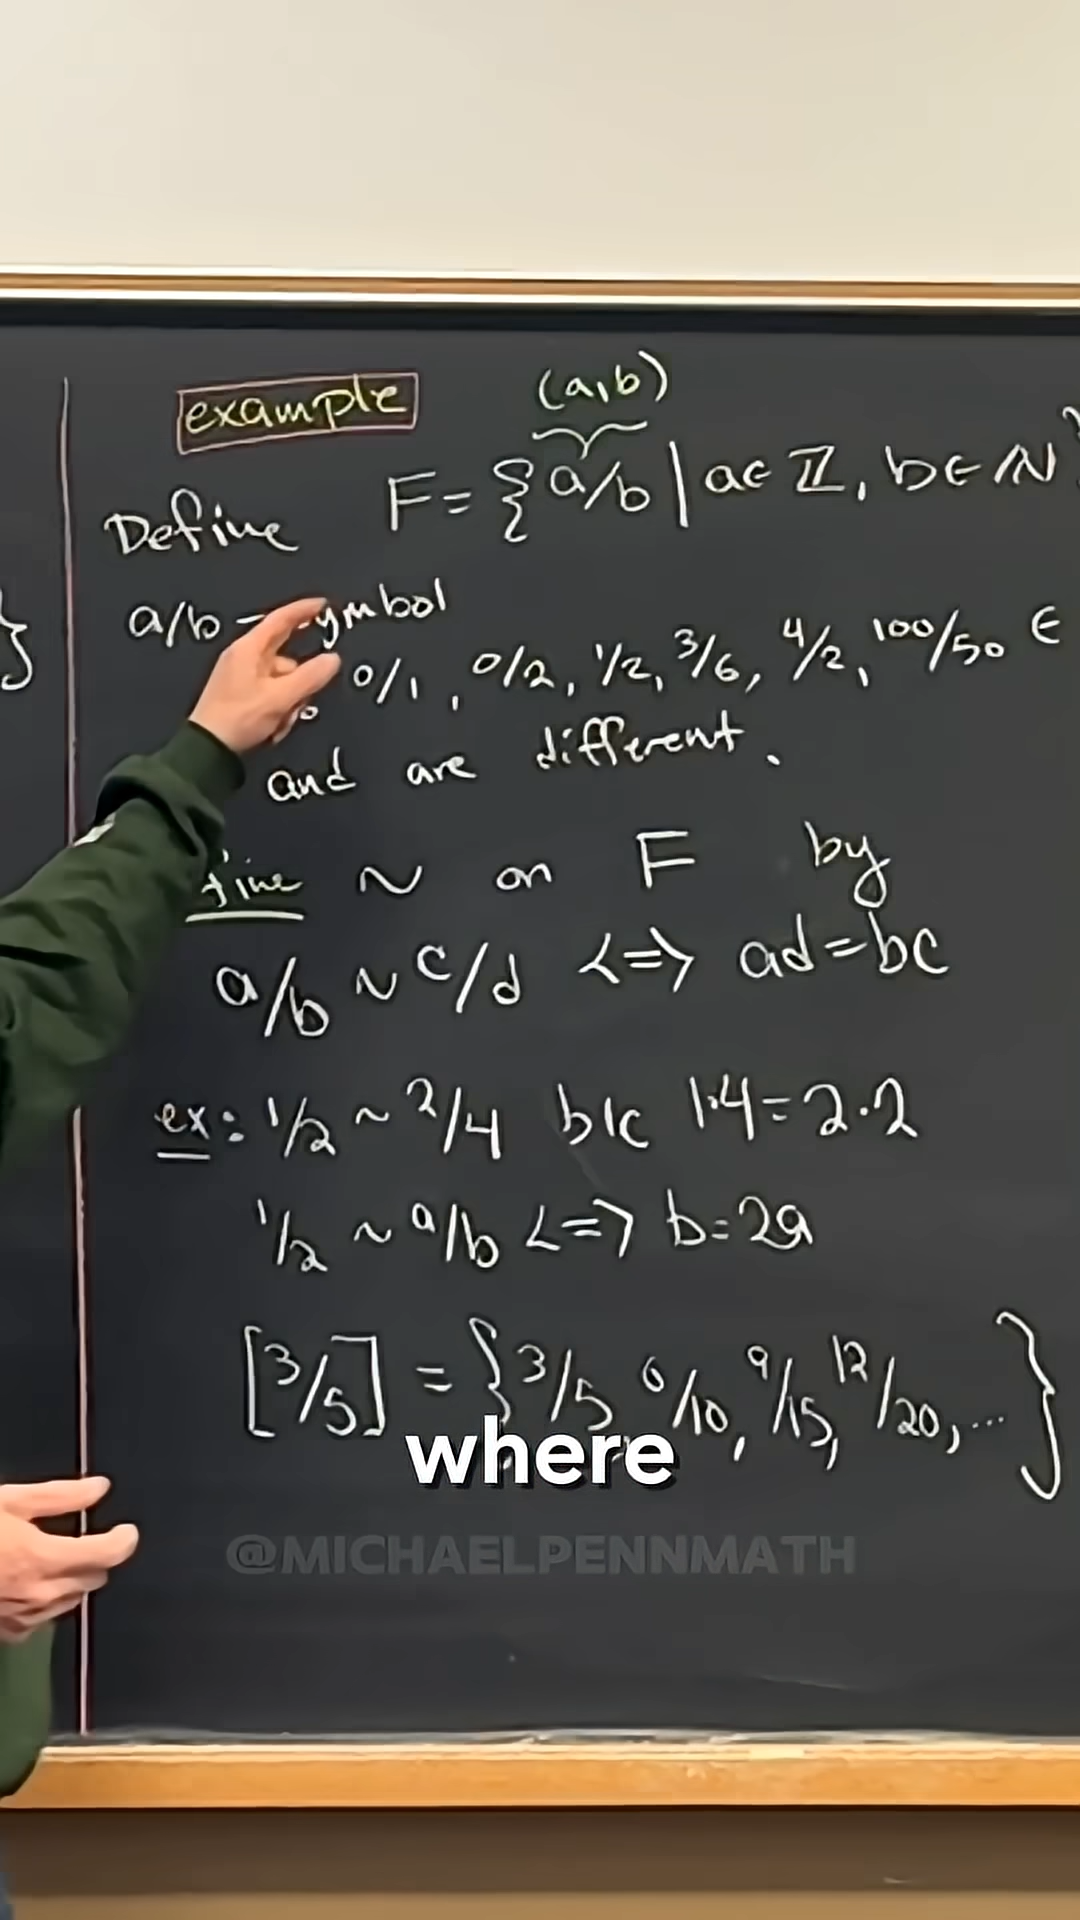 example
(a,b)
Define F = { a/b | a ∈ ℤ, b ∈ ℕ }
a/b - symbol
0/1, 0/2, 1/2, 3/6, 4/2, 100/50 ∈
and are different.
~ on F by
a/b ~ c/d <=> ad = bc
ex: 1/2 ~ 2/4 b/c 1·4 = 2·2
1/2 ~ a/b <=> b = 2a
[3/5] = { 3/5, 6/10, 9/15, 12/20, ... }
where
@MICHAELPENNMATH
}